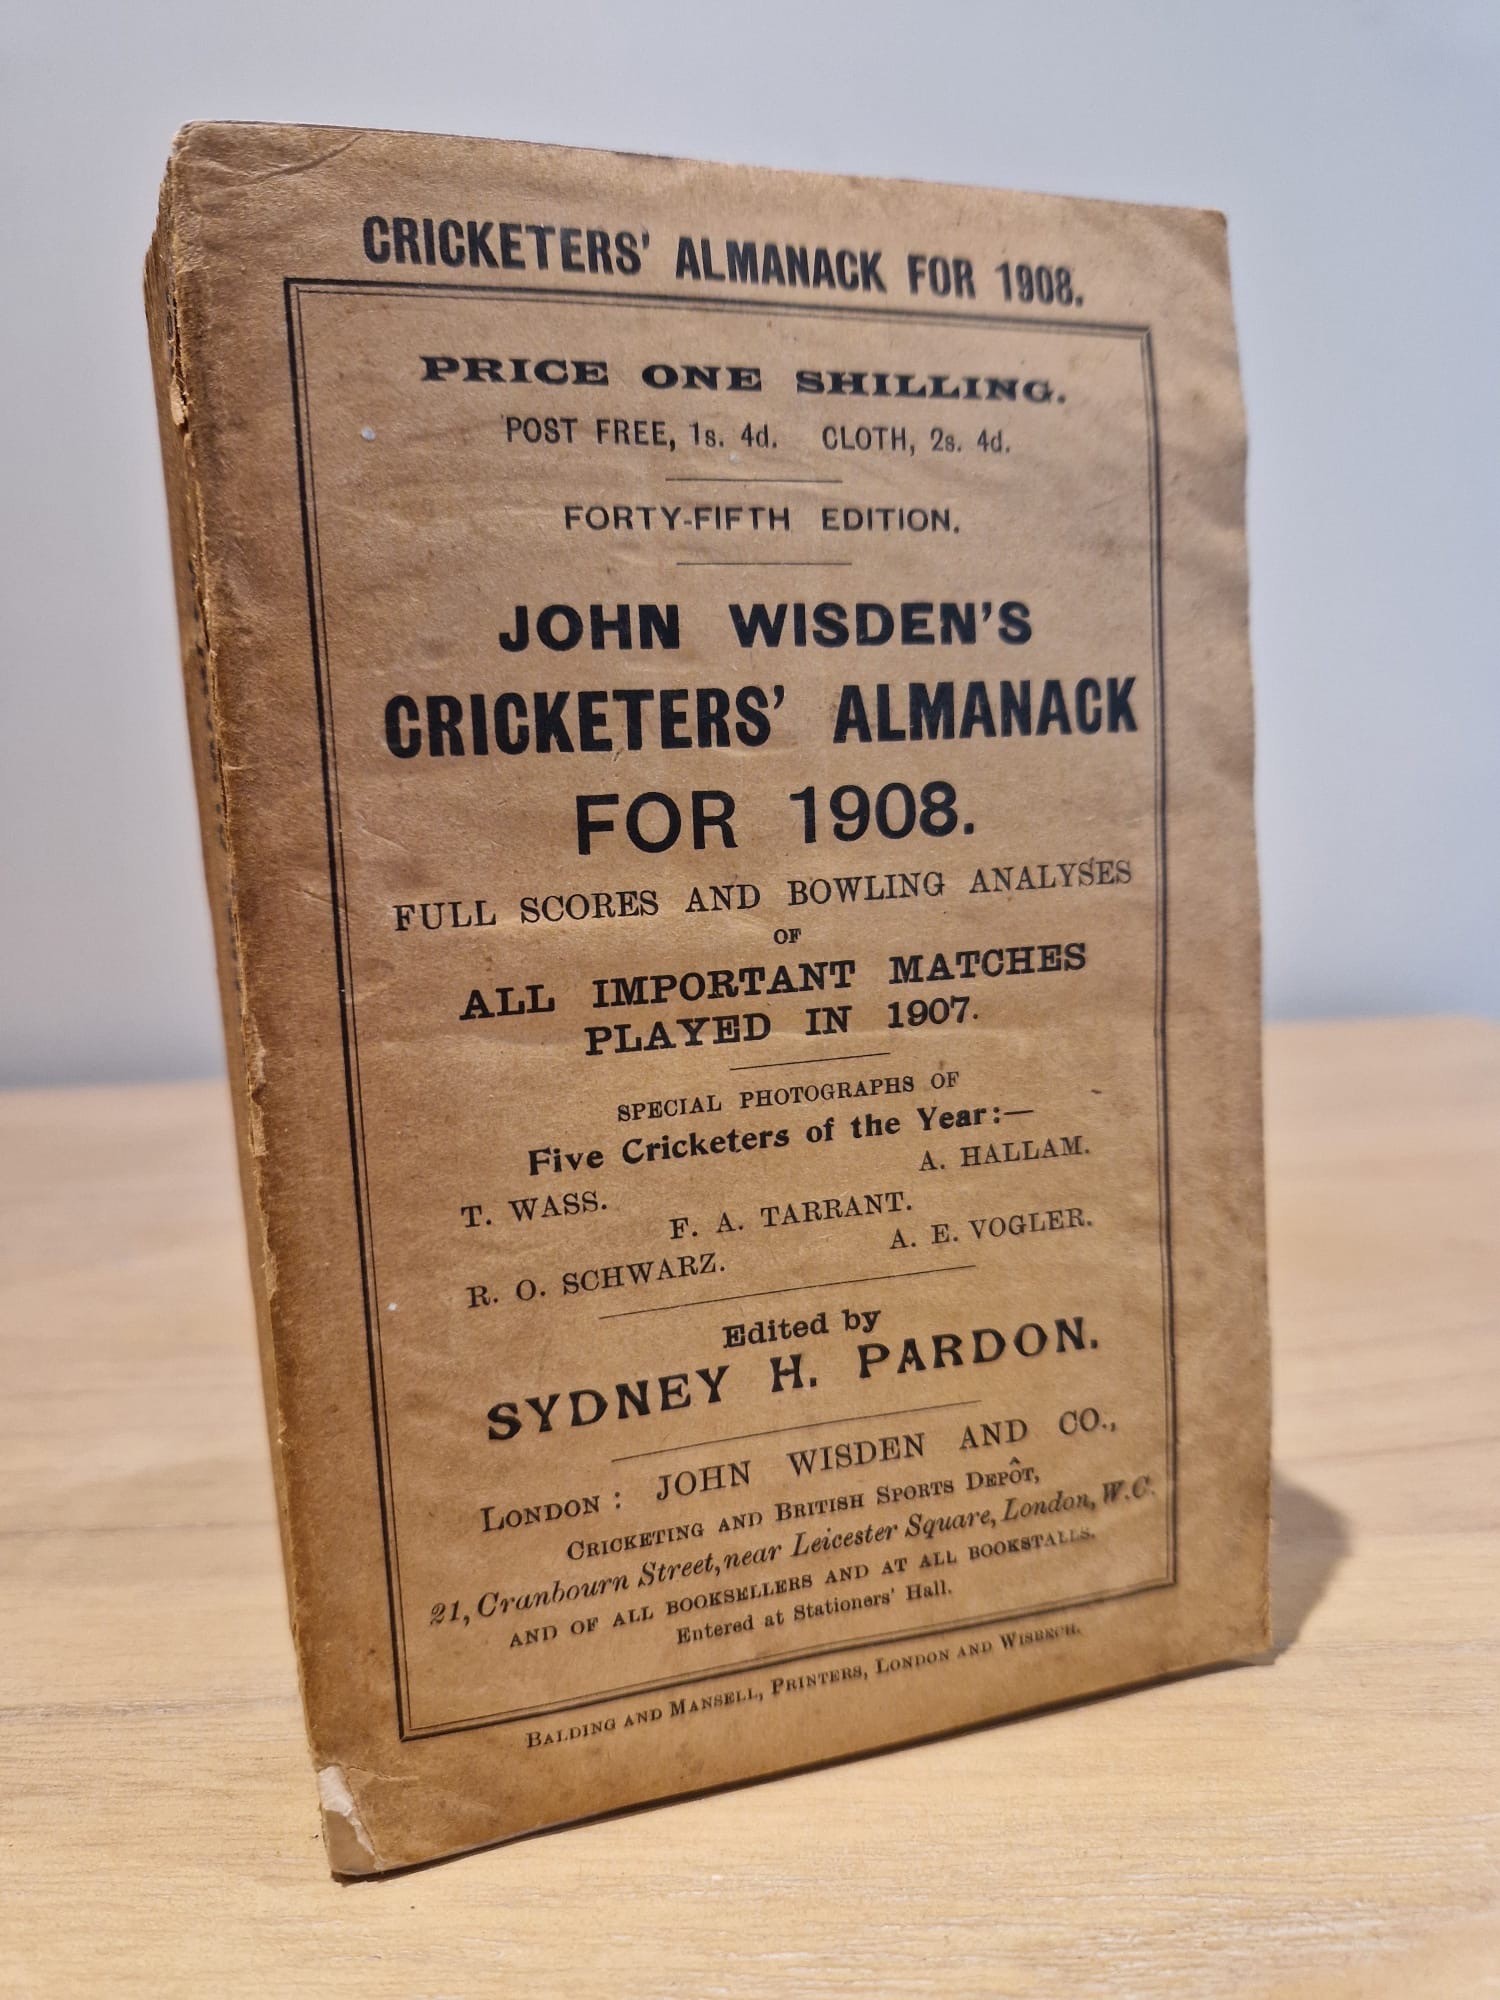 CRICKETERS' ALMANACK FOR 1908.
PRICE ONE SHILLING.
POST FREE, 1s. 4d. CLOTH, 2s. 4d.
FORTY-FIFTH EDITION.
JOHN WISDEN'S
CRICKETERS' ALMANACK
FOR 1908.
FULL SCORES AND BOWLING ANALYSES
OF
ALL IMPORTANT MATCHES
PLAYED IN 1907.
SPECIAL PHOTOGRAPHS OF
Five Cricketers of the Year:—
T. WASS. A. HALLAM.
F. A. TARRANT.
R. O. SCHWARZ. A. E. VOGLER.
Edited by
SYDNEY H. PARDON.
LONDON: JOHN WISDEN AND CO.,
CRICKETING AND BRITISH SPORTS DEPÔT,
21, Cranbourn Street, near Leicester Square, London, W.C.
AND OF ALL BOOKSELLERS AND AT ALL BOOKSTALLS.
Entered at Stationers' Hall.
BALDING AND MANSELL, PRINTERS, LONDON AND WISBECH.